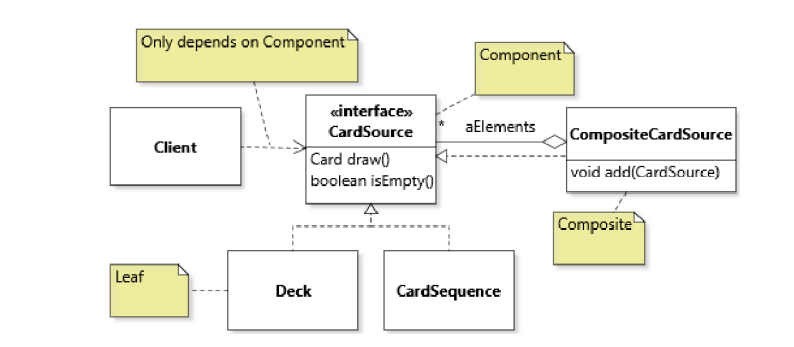 Only depends on Component
Component
«interface»
CardSource
* aElements
CompositeCardSource
Client
Card draw()
boolean isEmpty()
void add(CardSource)
Composite
Leaf
Deck
CardSequence